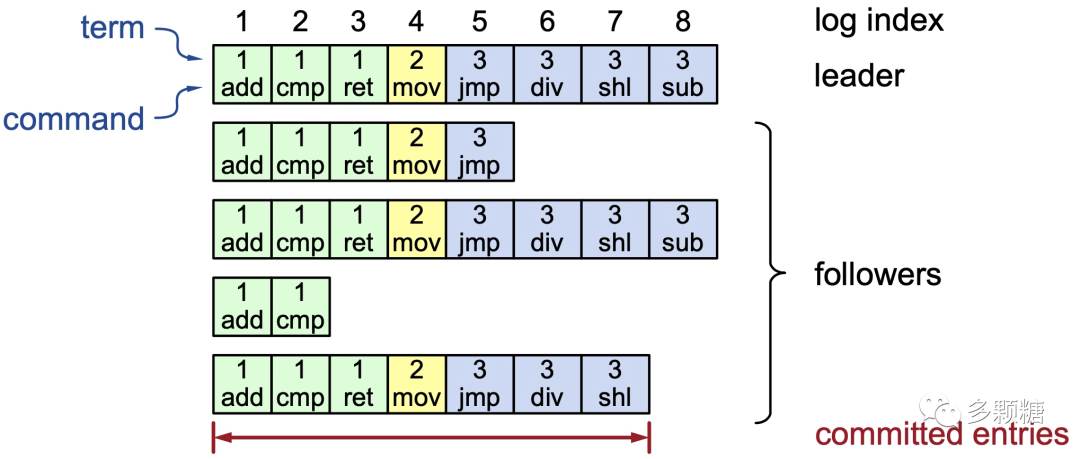 term
command
1 2 3 4 5 6 7 8 log index
1 1 1 2 3 3 3 3 leader
add cmp ret mov jmp div shl sub
1 1 1 2 3
add cmp ret mov jmp
1 1 1 2 3 3 3 3
add cmp ret mov jmp div shl sub
followers
1 1
add cmp
1 1 1 2 3 3 3
add cmp ret mov jmp div shl
多颗糖
committed entries